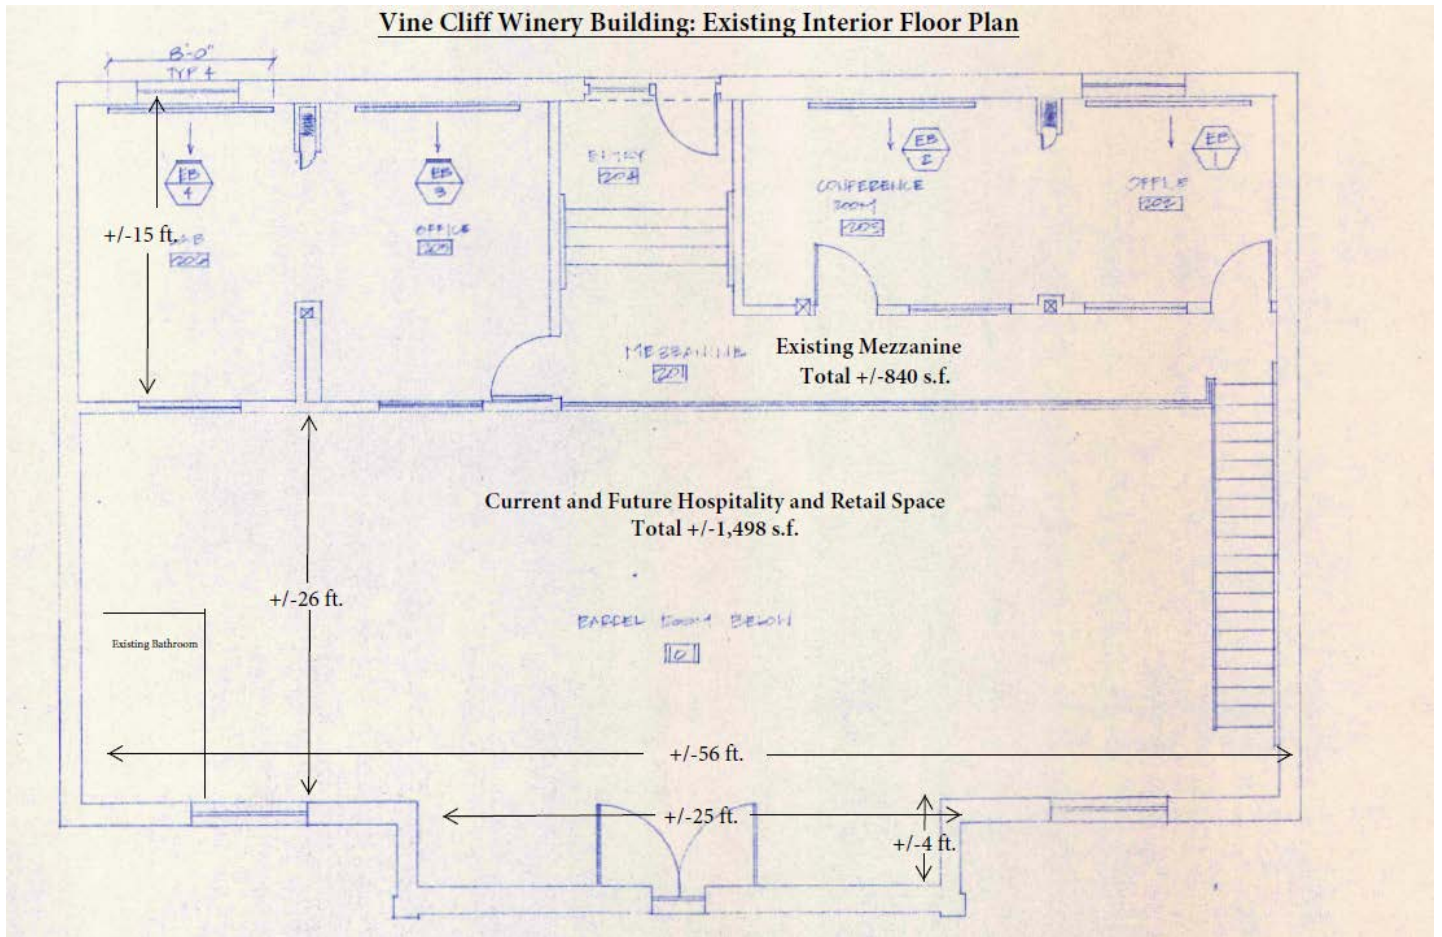 Vine Cliff Winery Building: Existing Interior Floor Plan
8'-0"
TYP 4
EB
4
EB
3
ENTRY
204
EB
2
EB
1
CONFERENCE
ROOM
203
OFFICE
202
+/-15 ft.
OFFICE
MEZZANINE
201
Existing Mezzanine
Total +/-840 s.f.
Current and Future Hospitality and Retail Space
Total +/-1,498 s.f.
+/-26 ft.
BARREL ROOM BELOW
Existing Bathroom
+/-56 ft.
+/-25 ft.
+/-4 ft.